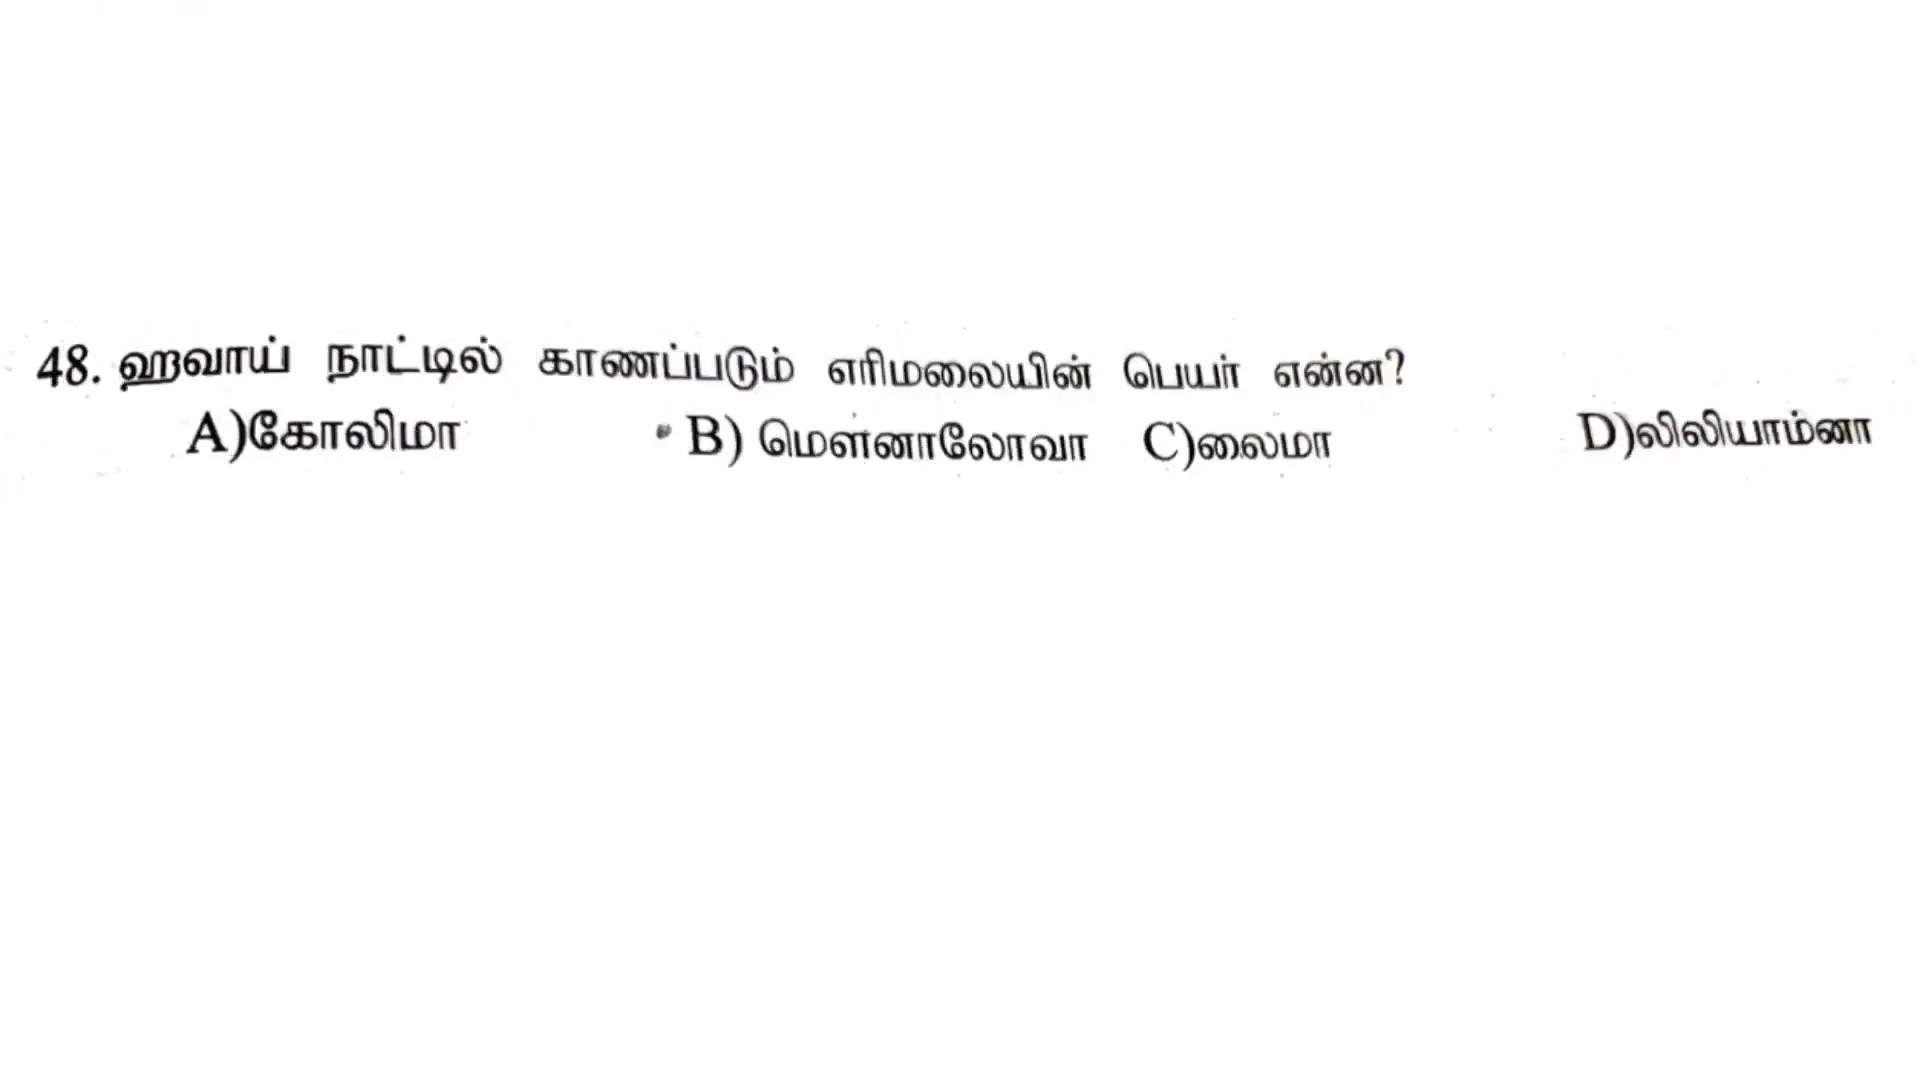 48. ஹவாய் நாட்டில் காணப்படும் எரிமலையின் பெயர் என்ன?
A)கோலிமா B) மௌனாலோவா C)லைமா D)லிலியாம்னா